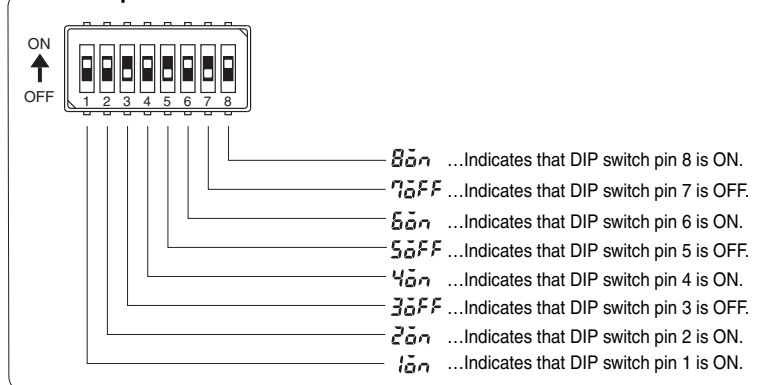 ON
OFF
1 2 3 4 5 6 7 8
8on ...Indicates that DIP switch pin 8 is ON.
7oFF ...Indicates that DIP switch pin 7 is OFF.
6on ...Indicates that DIP switch pin 6 is ON.
5oFF ...Indicates that DIP switch pin 5 is OFF.
4on ...Indicates that DIP switch pin 4 is ON.
3oFF ...Indicates that DIP switch pin 3 is OFF.
2on ...Indicates that DIP switch pin 2 is ON.
1on ...Indicates that DIP switch pin 1 is ON.